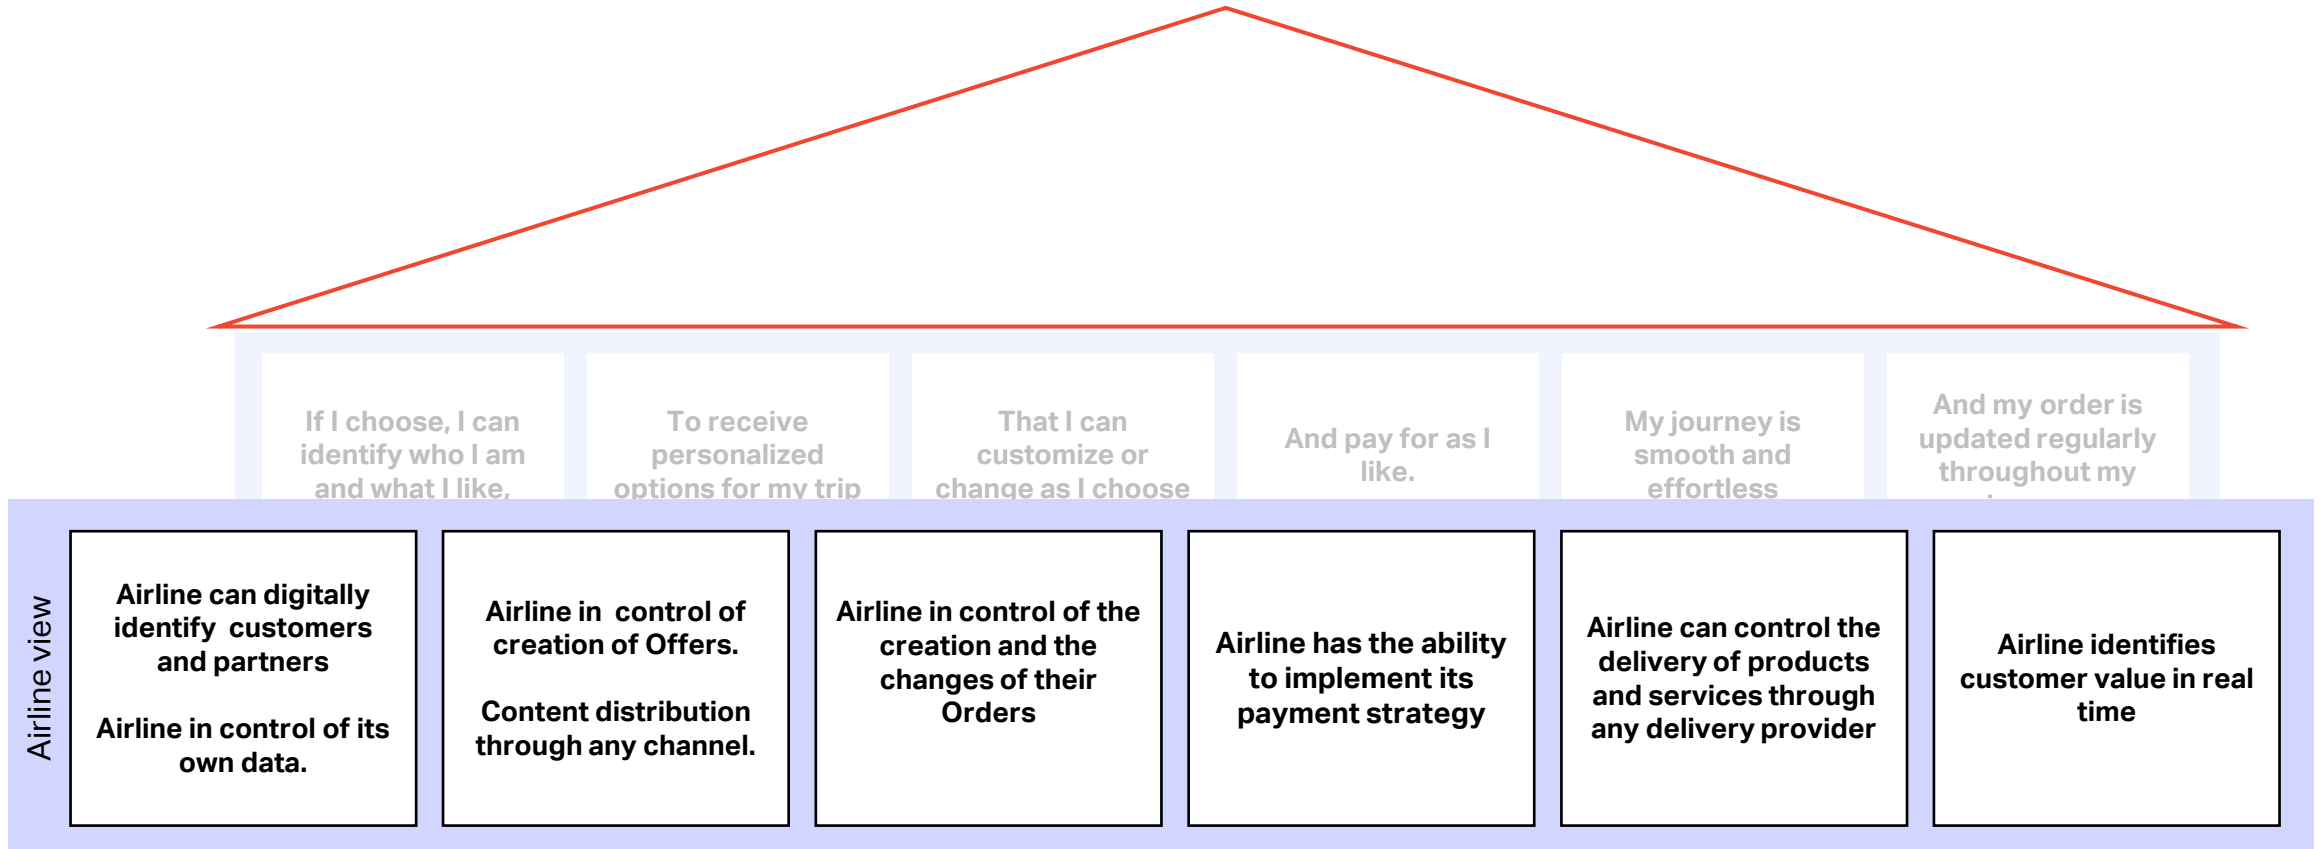 If I choose, I can
identify who I am
and what I like,
To receive
personalized
options for my trip
That I can
customize or
change as I choose
And pay for as I
like.
My journey is
smooth and
effortless
And my order is
updated regularly
throughout my
Airline view
Airline can digitally
identify customers
and partners
Airline in control of its
own data.
Airline in control of
creation of Offers.
Content distribution
through any channel.
Airline in control of the
creation and the
changes of their
Orders
Airline has the ability
to implement its
payment strategy
Airline can control the
delivery of products
and services through
any delivery provider
Airline identifies
customer value in real
time